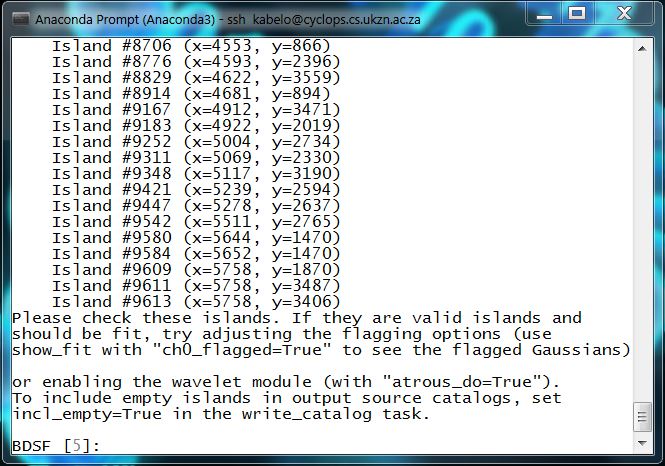 Anaconda Prompt (Anaconda3) - ssh kabelo@cyclops.cs.ukzn.ac.za
Island #8706 (x=4553, y=866)
Island #8776 (x=4593, y=2396)
Island #8829 (x=4622, y=3559)
Island #8914 (x=4681, y=894)
Island #9167 (x=4912, y=3471)
Island #9183 (x=4922, y=2019)
Island #9252 (x=5004, y=2734)
Island #9311 (x=5069, y=2330)
Island #9348 (x=5117, y=3190)
Island #9421 (x=5239, y=2594)
Island #9447 (x=5278, y=2637)
Island #9542 (x=5511, y=2765)
Island #9580 (x=5644, y=1470)
Island #9584 (x=5652, y=1470)
Island #9609 (x=5758, y=1870)
Island #9611 (x=5758, y=3487)
Island #9613 (x=5758, y=3406)
Please check these islands. If they are valid islands and
should be fit, try adjusting the flagging options (use
show_fit with "ch0_flagged=True" to see the flagged Gaussians)
or enabling the wavelet module (with "atrous_do=True").
To include empty islands in output source catalogs, set
incl_empty=True in the write_catalog task.
BDSF [5]: